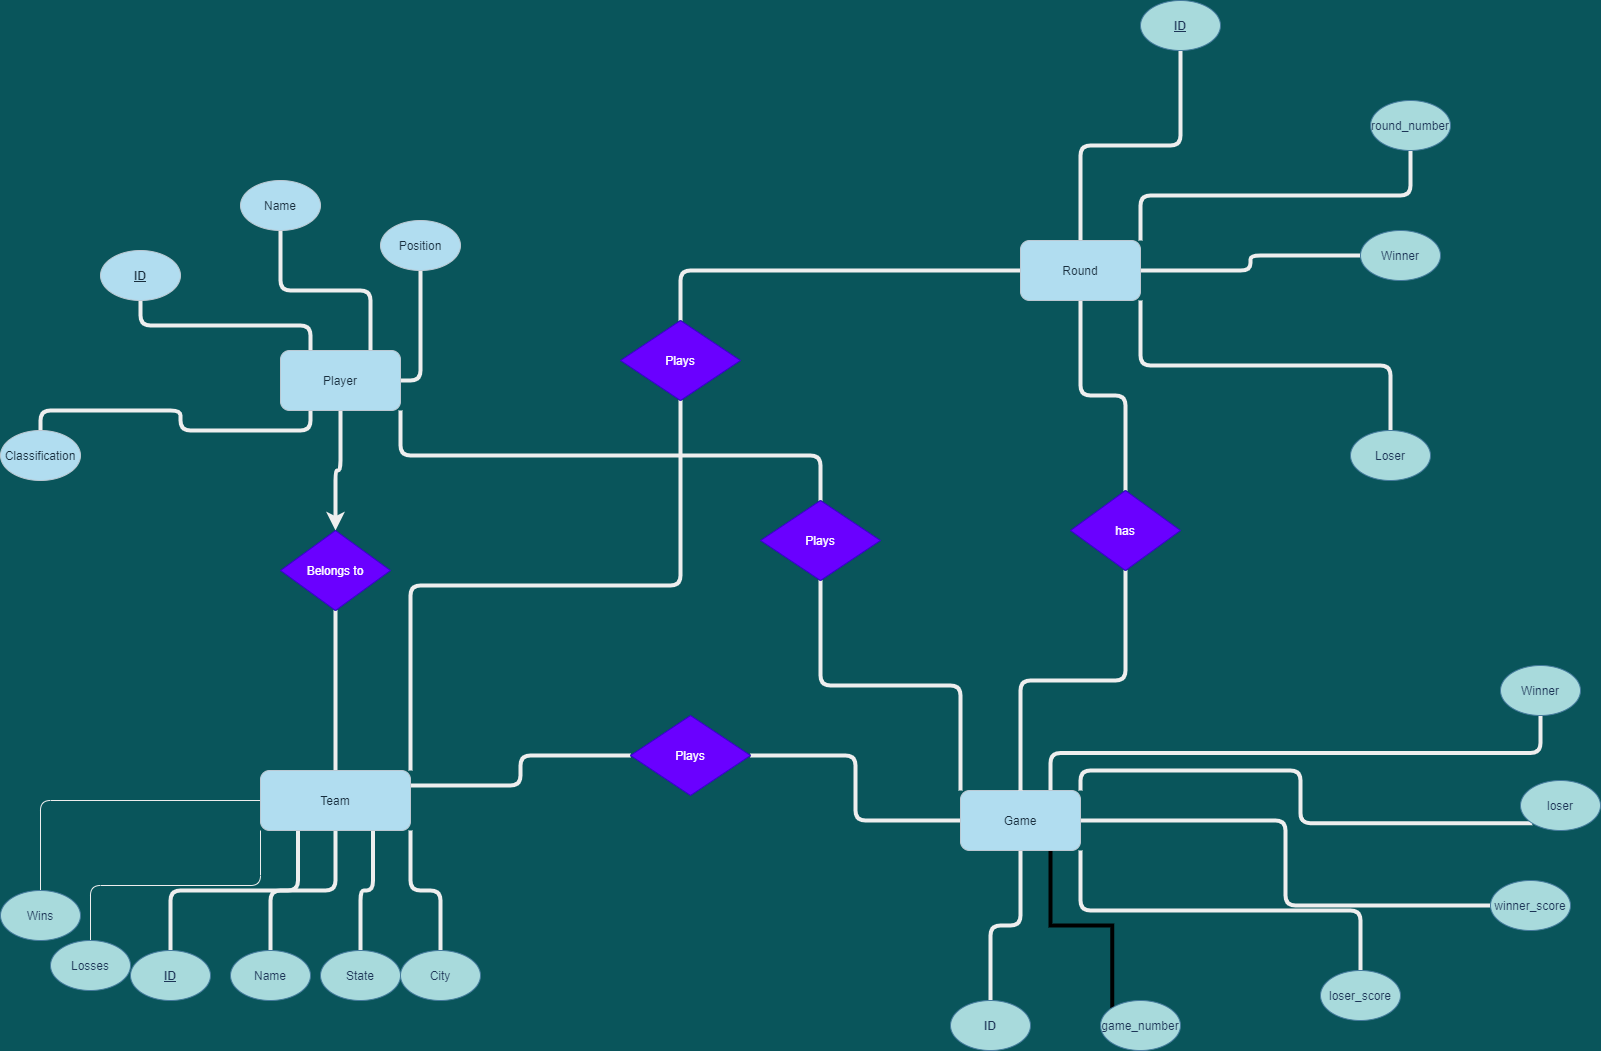 ID
round_number
Name
Position
Winner
ID
Round
Plays
Player
Classification
Loser
Plays
has
Belongs to
Winner
Plays
Team
loser
Game
Wins
winner_score
Losses
ID
Name
State
City
loser_score
ID
game_number